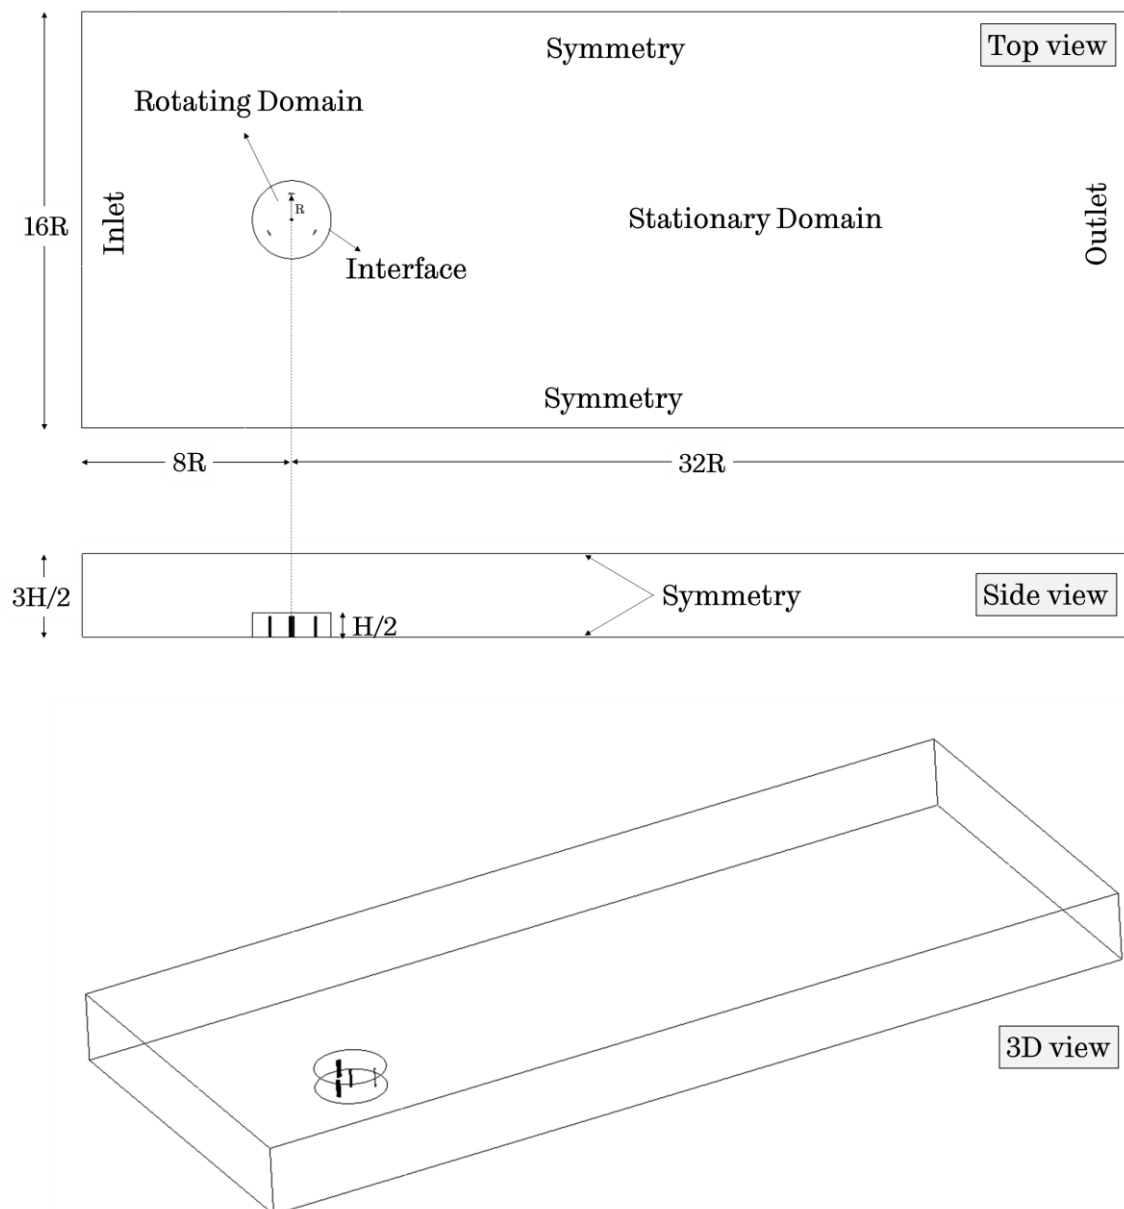 Symmetry
Top view
Rotating Domain
R
16R
Inlet
Stationary Domain
Outlet
Interface
Symmetry
8R
32R
3H/2
Symmetry
Side view
H/2
3D view